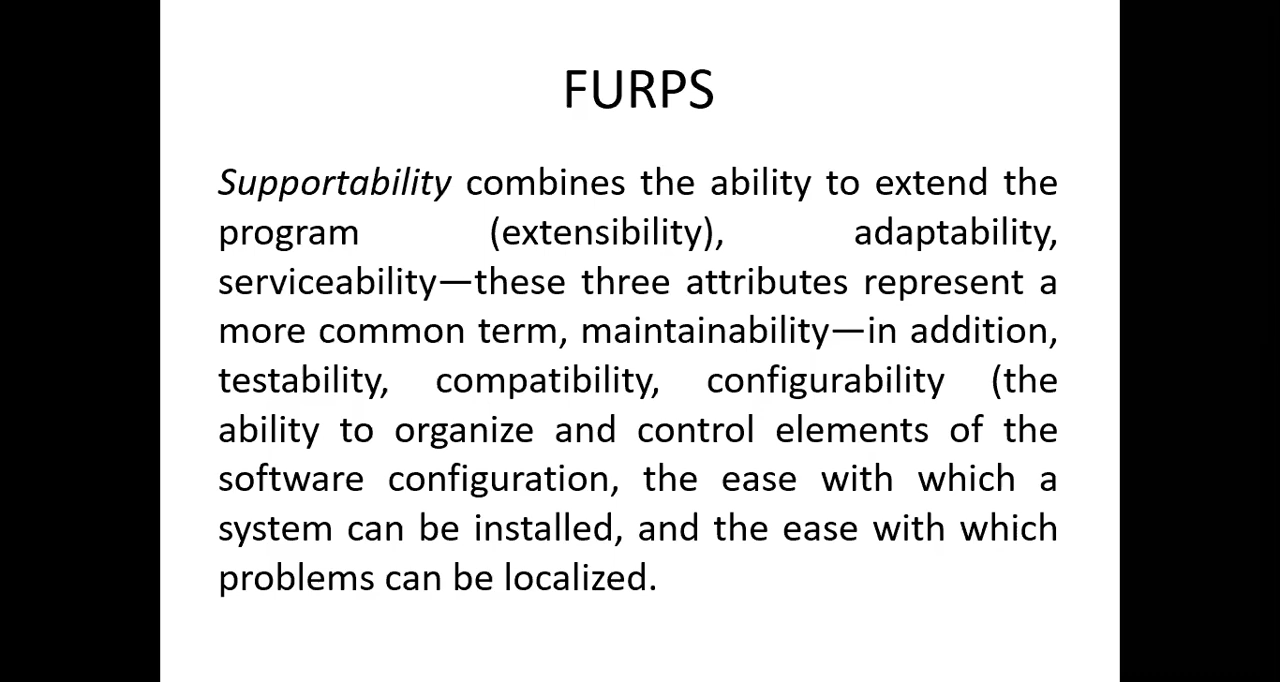 FURPS
Supportability combines the ability to extend the
program (extensibility), adaptability,
serviceability—these three attributes represent a
more common term, maintainability—in addition,
testability, compatibility, configurability (the
ability to organize and control elements of the
software configuration, the ease with which a
system can be installed, and the ease with which
problems can be localized.